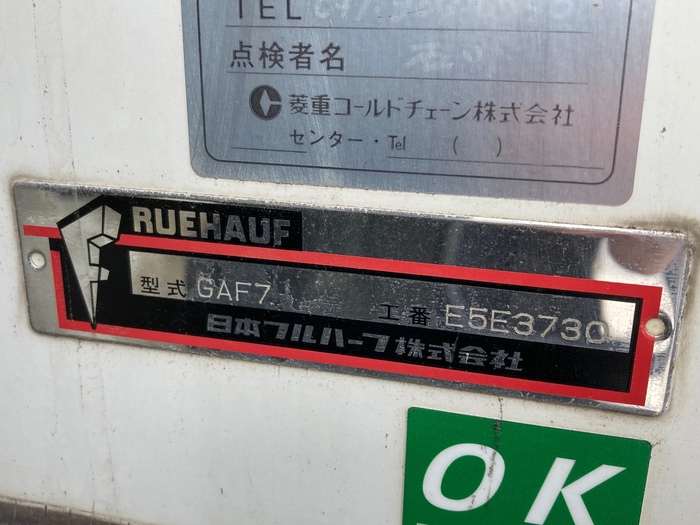 TEL
点検者名
菱重コールドチェーン株式会社
センター・Tel ( )
FRUEHAUF
型式 GAF7
工番 E5E3730
日本フルハーフ株式会社
OK